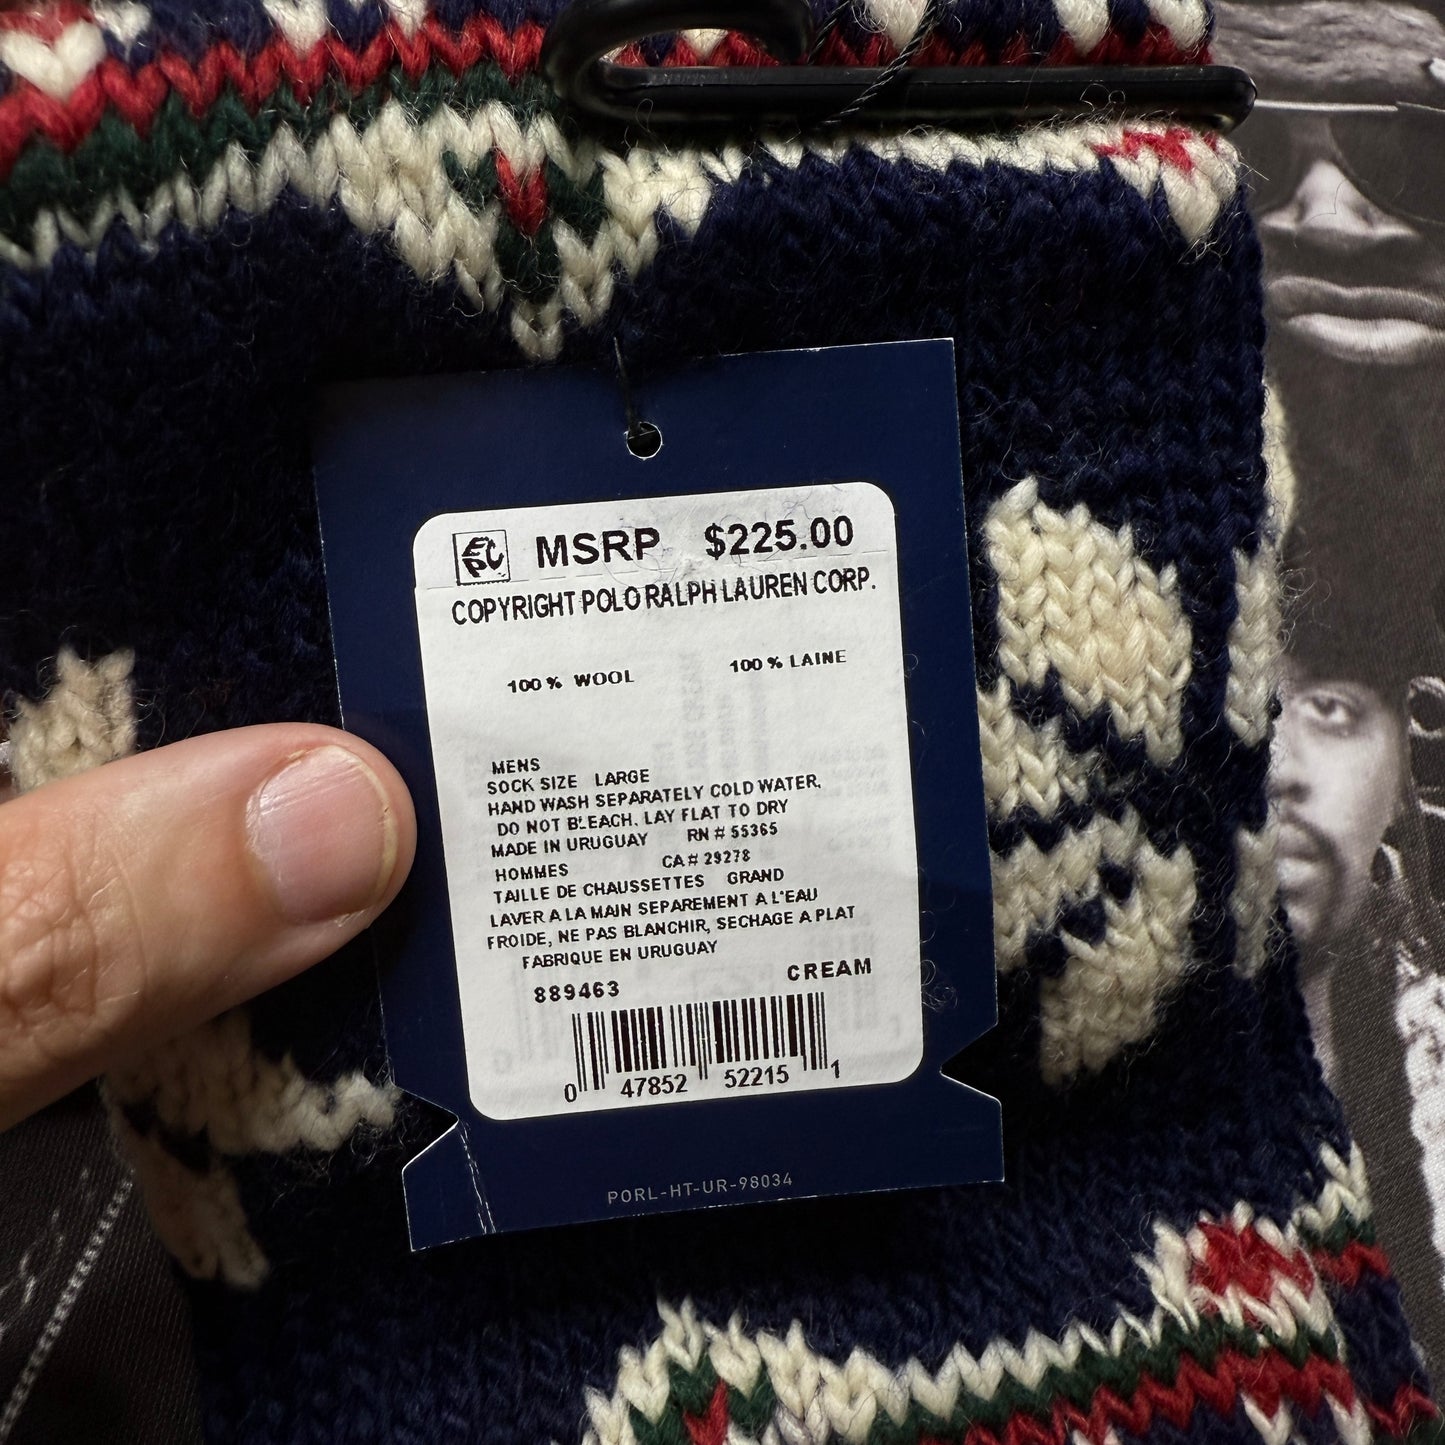 MSRP $225.00
COPYRIGHT POLO RALPH LAUREN CORP.
100 % WOOL 100 % LAINE
MENS
SOCK SIZE LARGE
HAND WASH SEPARATELY COLD WATER,
DO NOT BLEACH, LAY FLAT TO DRY
MADE IN URUGUAY RN # 55365
HOMMES CA # 29278
TAILLE DE CHAUSSETTES GRAND
LAVER A LA MAIN SEPAREMENT A L'EAU
FROIDE, NE PAS BLANCHIR, SECHAGE A PLAT
FABRIQUE EN URUGUAY
889463 CREAM
0 47852 52215 1
PORL-HT-UR-98034